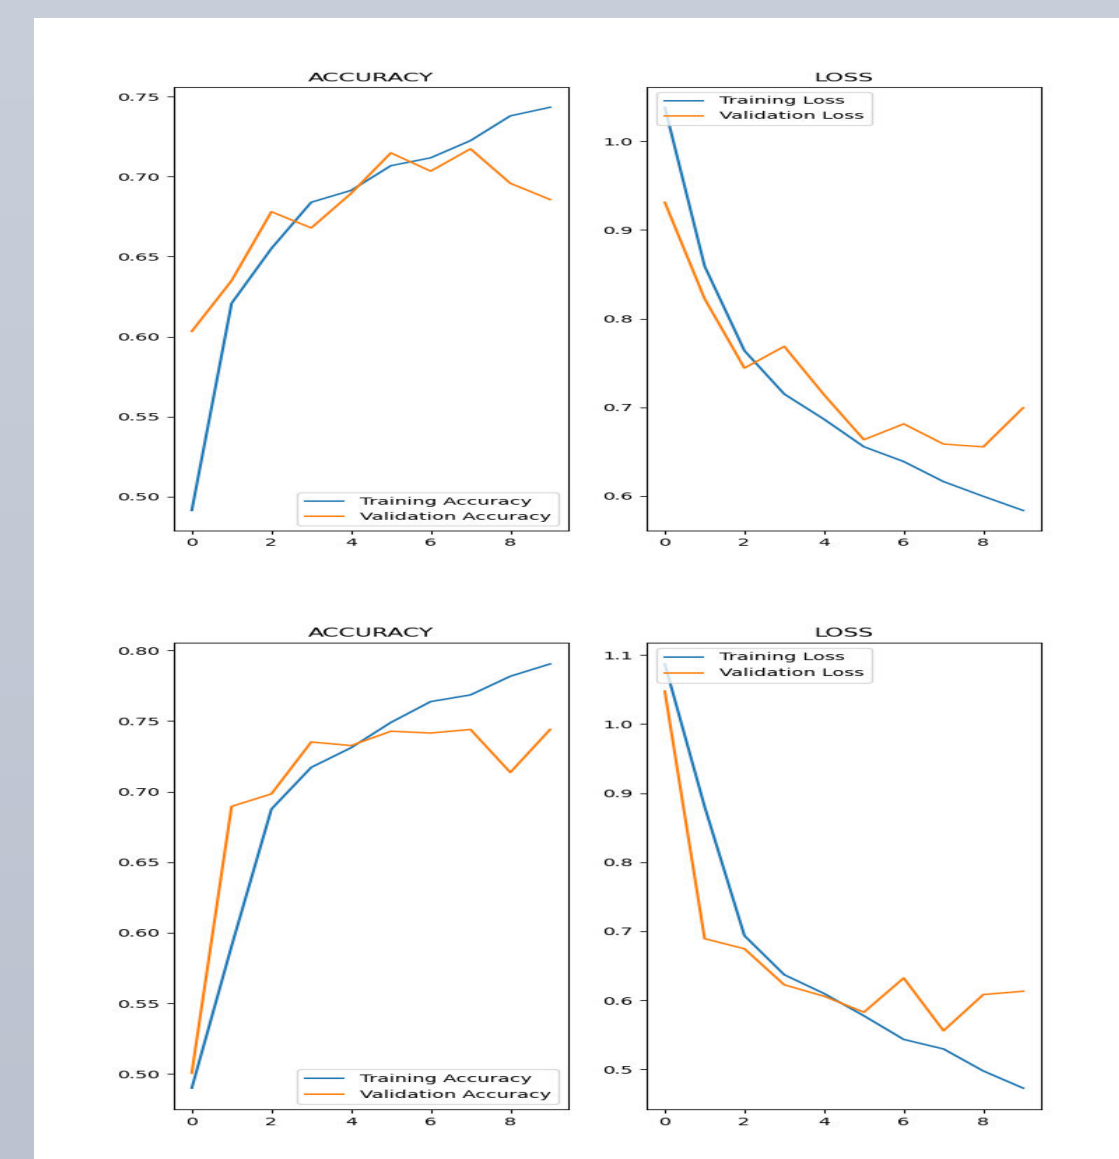 ACCURACY
0.75
0.70
0.65
0.60
0.55
0.50
Training Accuracy
Validation Accuracy
0 2 4 6 8
LOSS
Training Loss
Validation Loss
1.0
0.9
0.8
0.7
0.6
0 2 4 6 8
ACCURACY
0.80
0.75
0.70
0.65
0.60
0.55
0.50
Training Accuracy
Validation Accuracy
0 2 4 6 8
LOSS
1.1
Training Loss
Validation Loss
1.0
0.9
0.8
0.7
0.6
0.5
0 2 4 6 8